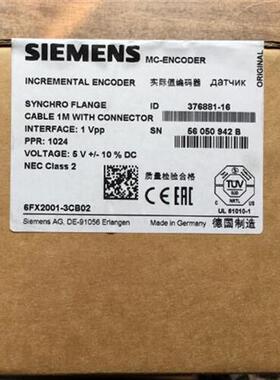 SIEMENS MC-ENCODER
ORIGINAL
INCREMENTAL ENCODER 实际值编码器 датчик
SYNCHRO FLANGE ID 376881-16
CABLE 1M WITH CONNECTOR
INTERFACE: 1 Vpp SN 56 050 942 B
PPR: 1024
VOLTAGE: 5 V +/- 10 % DC
NEC Class 2
质量检验合格
CE EAC
TÜV
NRTL US
UL 61010-1
Siemens AG, DE-91056 Erlangen Made in Germany 德国制造
6FX2001-3CB02